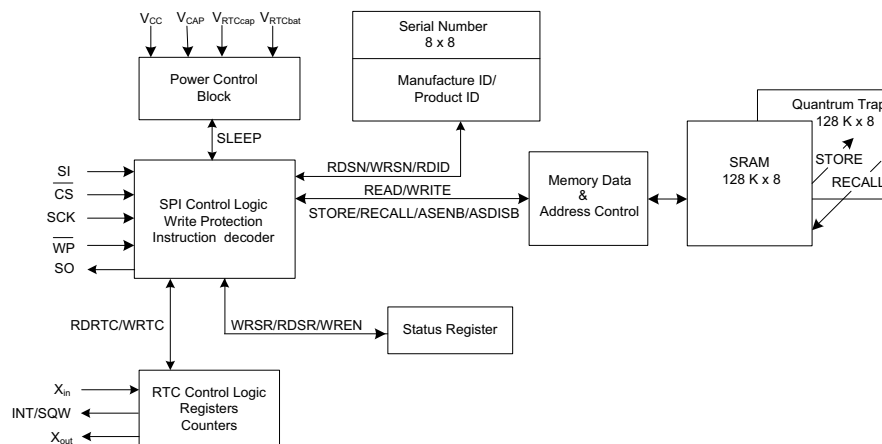 VCC VCAP VRTCcap VRTCbat
Serial Number
8 x 8
Manufacture ID/
Product ID
Power Control
Block
Quantrum Trap
128 K x 8
SLEEP
SRAM
128 K x 8
STORE
RECALL
SI
CS
SCK
WP
SO
SPI Control Logic
Write Protection
Instruction decoder
RDSN/WRSN/RDID
READ/WRITE
STORE/RECALL/ASENB/ASDISB
Memory Data
&
Address Control
RDRTC/WRTC
WRSR/RDSR/WREN
Status Register
Xin
INT/SQW
Xout
RTC Control Logic
Registers
Counters